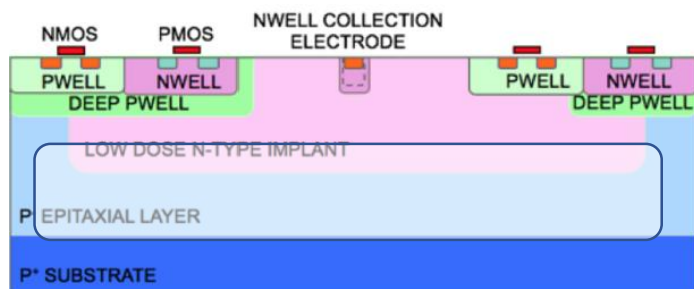 NMOS
PMOS
NWELL COLLECTION
ELECTRODE
PWELL
NWELL
PWELL
NWELL
DEEP PWELL
DEEP PWELL
LOW DOSE N-TYPE IMPLANT
P⁻ EPITAXIAL LAYER
P⁺ SUBSTRATE